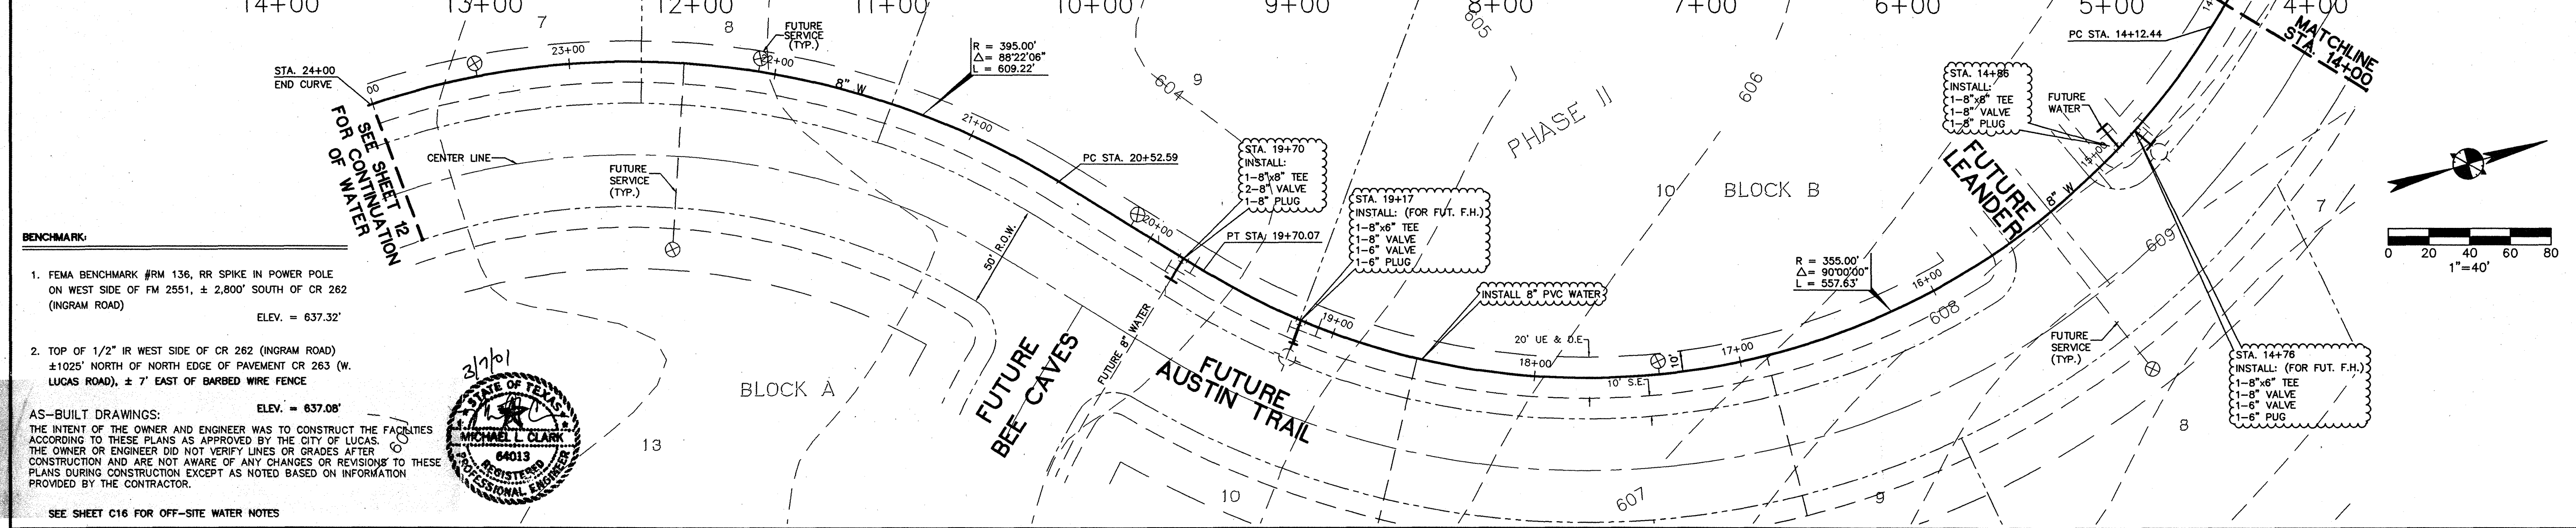 14+00 13+00 12+00 11+00 10+00 9+00 8+00 7+00 6+00 5+00 4+00
7
8
FUTURE
SERVICE
(TYP.)
23+00
22+00
STA. 24+00
END CURVE
00
8" W
R = 395.00'
Δ= 88°22'06"
L = 609.22'
21+00
PC STA. 20+52.59
SEE SHEET 12
FOR CONTINUATION
OF WATER
CENTER LINE
FUTURE
SERVICE
(TYP.)
50' R.O.W.
20+00
604
9
605
STA. 19+70
INSTALL:
1-8"x8" TEE
2-8" VALVE
1-8" PLUG
PT STA. 19+70.07
STA. 19+17
INSTALL: (FOR FUT. F.H.)
1-8"x6" TEE
1-8" VALVE
1-6" VALVE
1-6" PLUG
INSTALL 8" PVC WATER
19+00
PHASE II
606
10
BLOCK B
R = 355.00'
Δ= 90°00'00"
L = 557.63'
16+00
20' UE & D.E.
18+00
10'
17+00
10' S.E.
608
FUTURE
LEANDER
8" W
PC STA. 14+12.44
14
MATCHLINE
STA. 14+00
STA. 14+86
INSTALL:
1-8"x8" TEE
1-8" VALVE
1-8" PLUG
FUTURE
WATER
15+00
609
7
FUTURE
SERVICE
(TYP.)
STA. 14+76
INSTALL: (FOR FUT. F.H.)
1-8"x6" TEE
1-8" VALVE
1-6" VALVE
1-6" PUG
8
9
607
10
0 20 40 60 80
1"=40'
FUTURE
BEE CAVES
FUTURE 8" WATER
FUTURE
AUSTIN TRAIL
BLOCK A
13
BENCHMARK:
1. FEMA BENCHMARK #RM 136, RR SPIKE IN POWER POLE
ON WEST SIDE OF FM 2551, ± 2,800' SOUTH OF CR 262
(INGRAM ROAD)
ELEV. = 637.32'
2. TOP OF 1/2" IR WEST SIDE OF CR 262 (INGRAM ROAD)
±1025' NORTH OF NORTH EDGE OF PAVEMENT CR 263 (W.
LUCAS ROAD), ± 7' EAST OF BARBED WIRE FENCE
ELEV. = 637.08'
AS-BUILT DRAWINGS:
THE INTENT OF THE OWNER AND ENGINEER WAS TO CONSTRUCT THE FACILITIES
ACCORDING TO THESE PLANS AS APPROVED BY THE CITY OF LUCAS.
THE OWNER OR ENGINEER DID NOT VERIFY LINES OR GRADES AFTER
CONSTRUCTION AND ARE NOT AWARE OF ANY CHANGES OR REVISIONS TO THESE
PLANS DURING CONSTRUCTION EXCEPT AS NOTED BASED ON INFORMATION
PROVIDED BY THE CONTRACTOR.
SEE SHEET C16 FOR OFF-SITE WATER NOTES
3/7/01
STATE OF TEXAS
MICHAEL L. CLARK
64013
REGISTERED
PROFESSIONAL ENGINEER